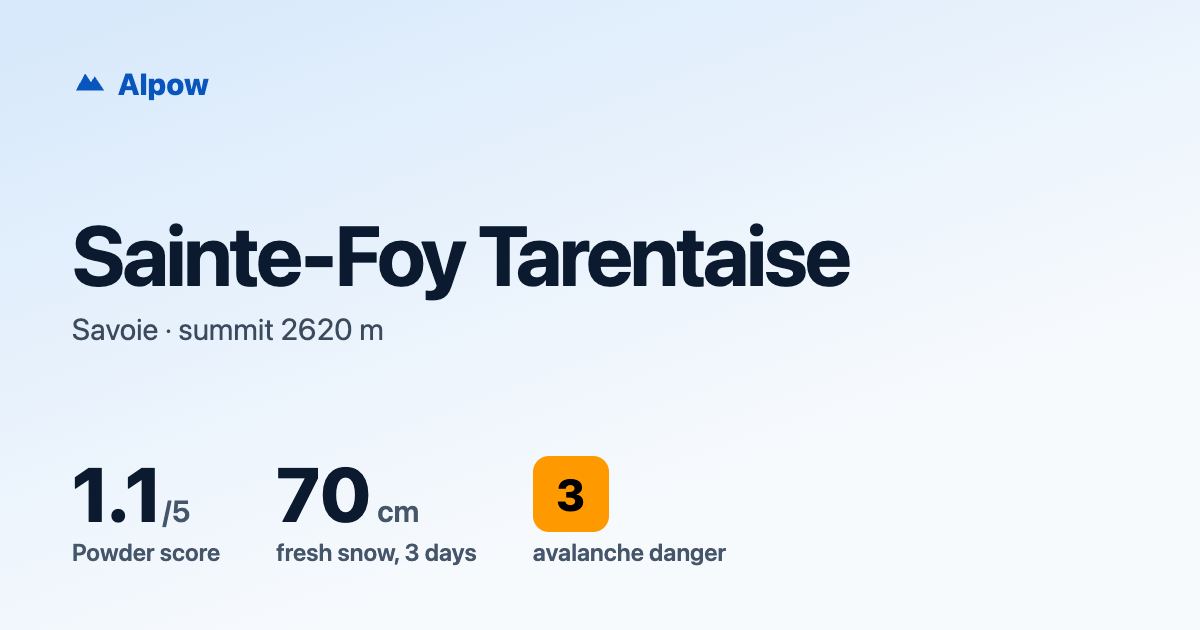 Alpow
Sainte-Foy Tarentaise
Savoie · summit 2620 m
1.1/5
Powder score
70 cm
fresh snow, 3 days
3
avalanche danger